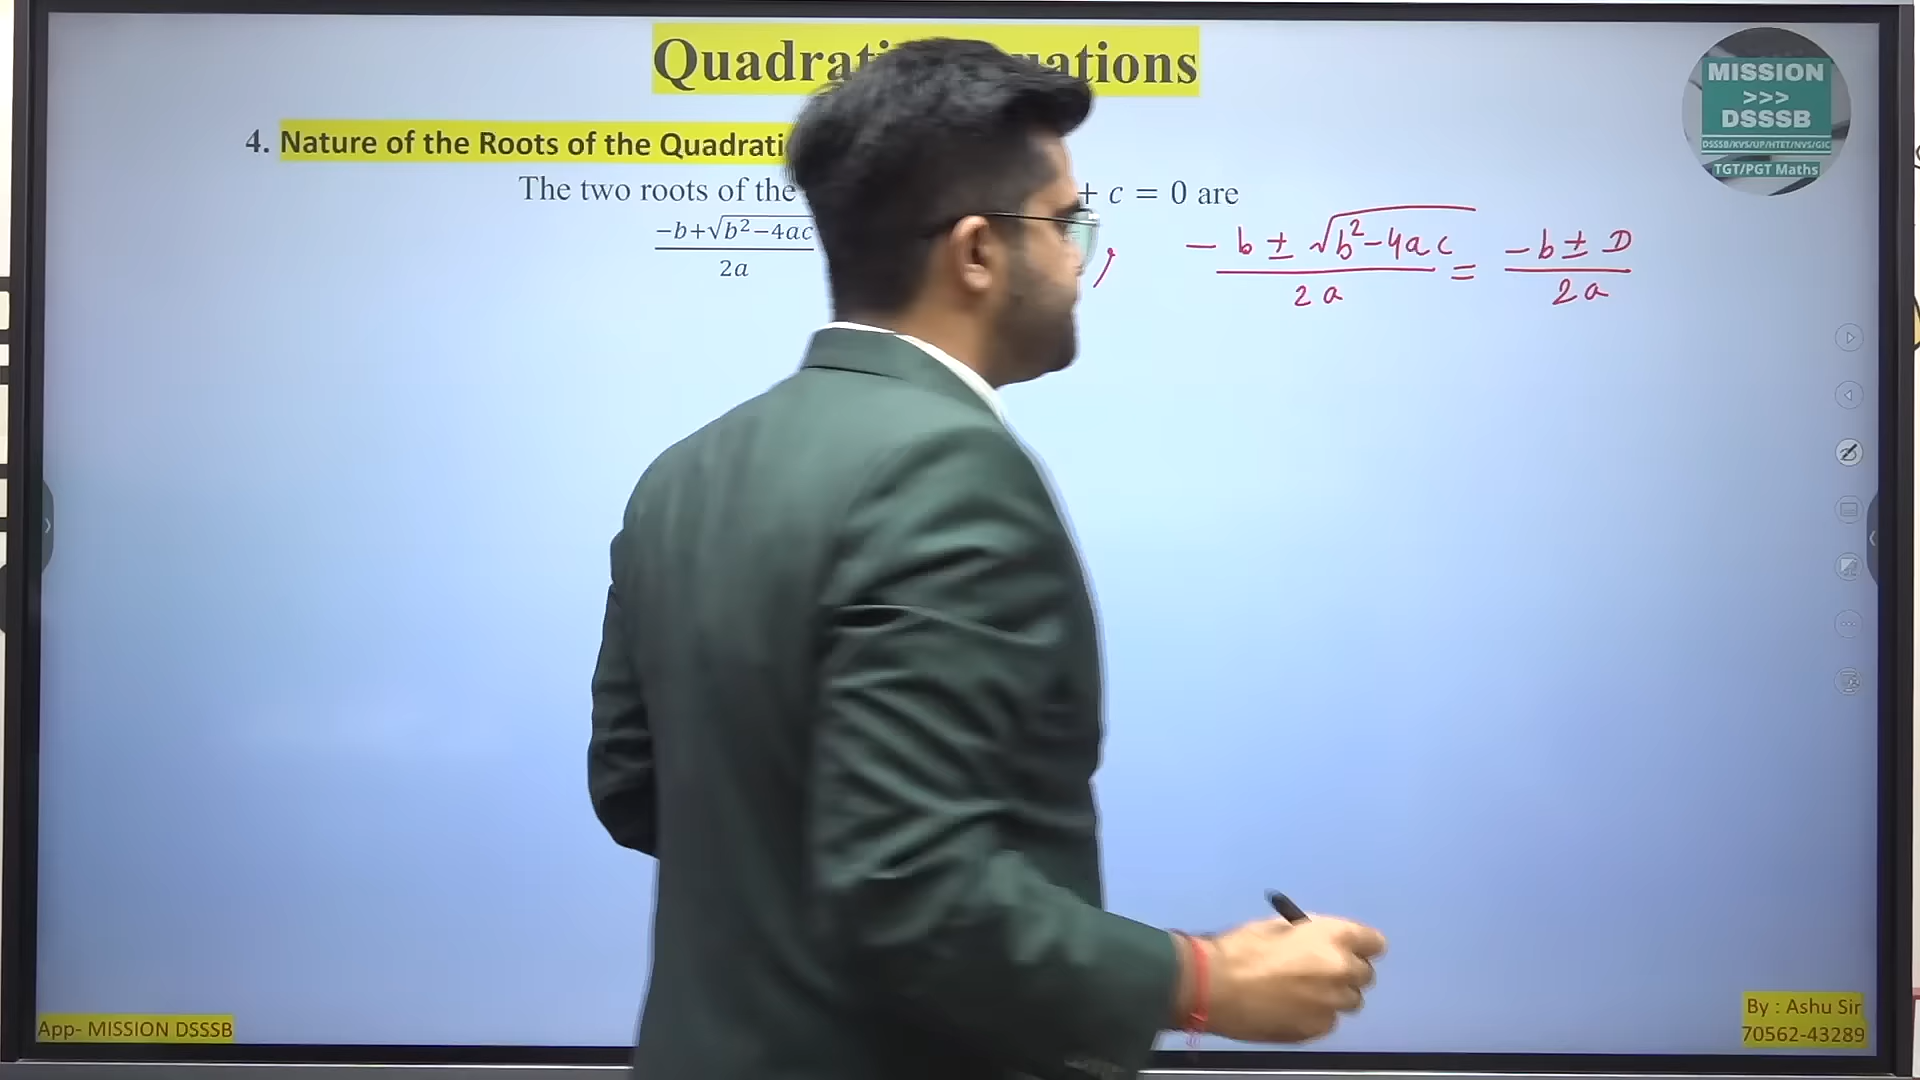 Quadrati ations
MISSION
>>>
DSSSB
DSSSB/KVS/UP/HTET/NVS/GIC
TGT/PGT Maths
4. Nature of the Roots of the Quadrati
The two roots of the + c = 0 are
−b+√b²−4ac
2a
, − b ± √b²−4ac = −b ± D
2a 2a
App- MISSION DSSSB
By : Ashu Sir
70562-43289